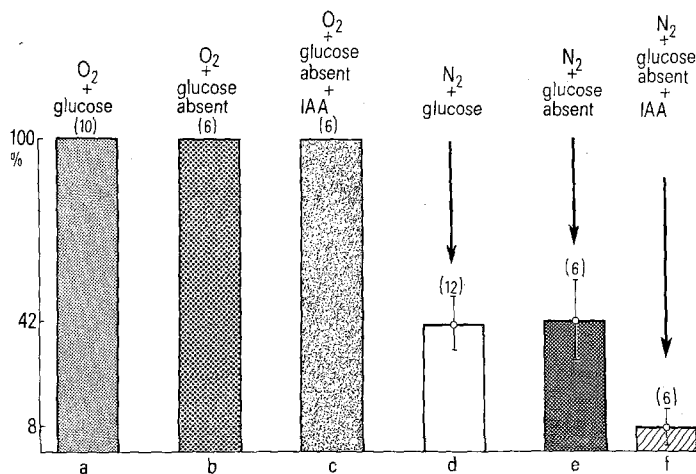 O2
+
glucose
(10)
O2
+
glucose
absent
(6)
O2
+
glucose
absent
+
IAA
(6)
N2
+
glucose
(12)
N2
+
glucose
absent
(6)
N2
+
glucose
absent
+
IAA
(6)
100
%
42
8
a
b
c
d
e
f